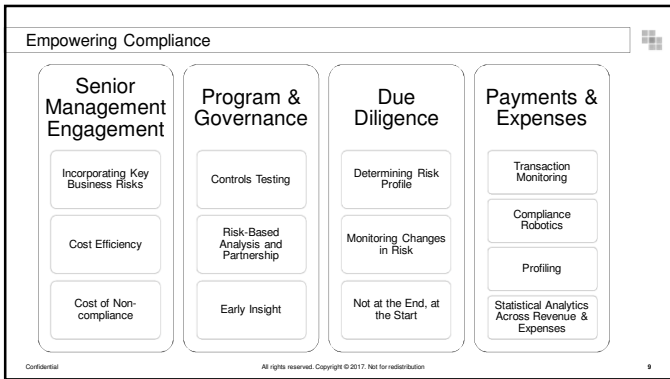 Empowering Compliance
Senior
Management
Engagement
Incorporating Key
Business Risks
Cost Efficiency
Cost of Non-
compliance
Program &
Governance
Controls Testing
Risk-Based
Analysis and
Partnership
Early Insight
Due
Diligence
Determining Risk
Profile
Monitoring Changes
in Risk
Not at the End, at
the Start
Payments &
Expenses
Transaction
Monitoring
Compliance
Robotics
Profiling
Statistical Analytics
Across Revenue &
Expenses
Confidential
All rights reserved. Copyright © 2017. Not for redistribution
9